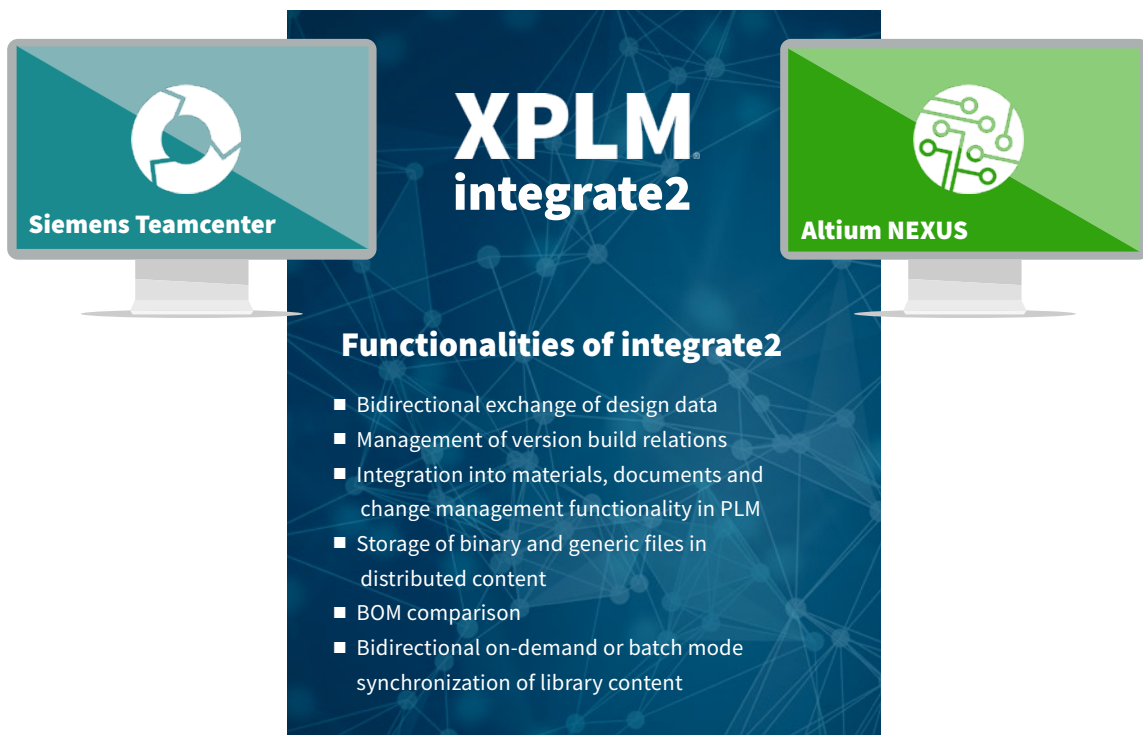 XPLM®
integrate2
Siemens Teamcenter
Altium NEXUS
Functionalities of integrate2
■ Bidirectional exchange of design data
■ Management of version build relations
■ Integration into materials, documents and
change management functionality in PLM
■ Storage of binary and generic files in
distributed content
■ BOM comparison
■ Bidirectional on-demand or batch mode
synchronization of library content